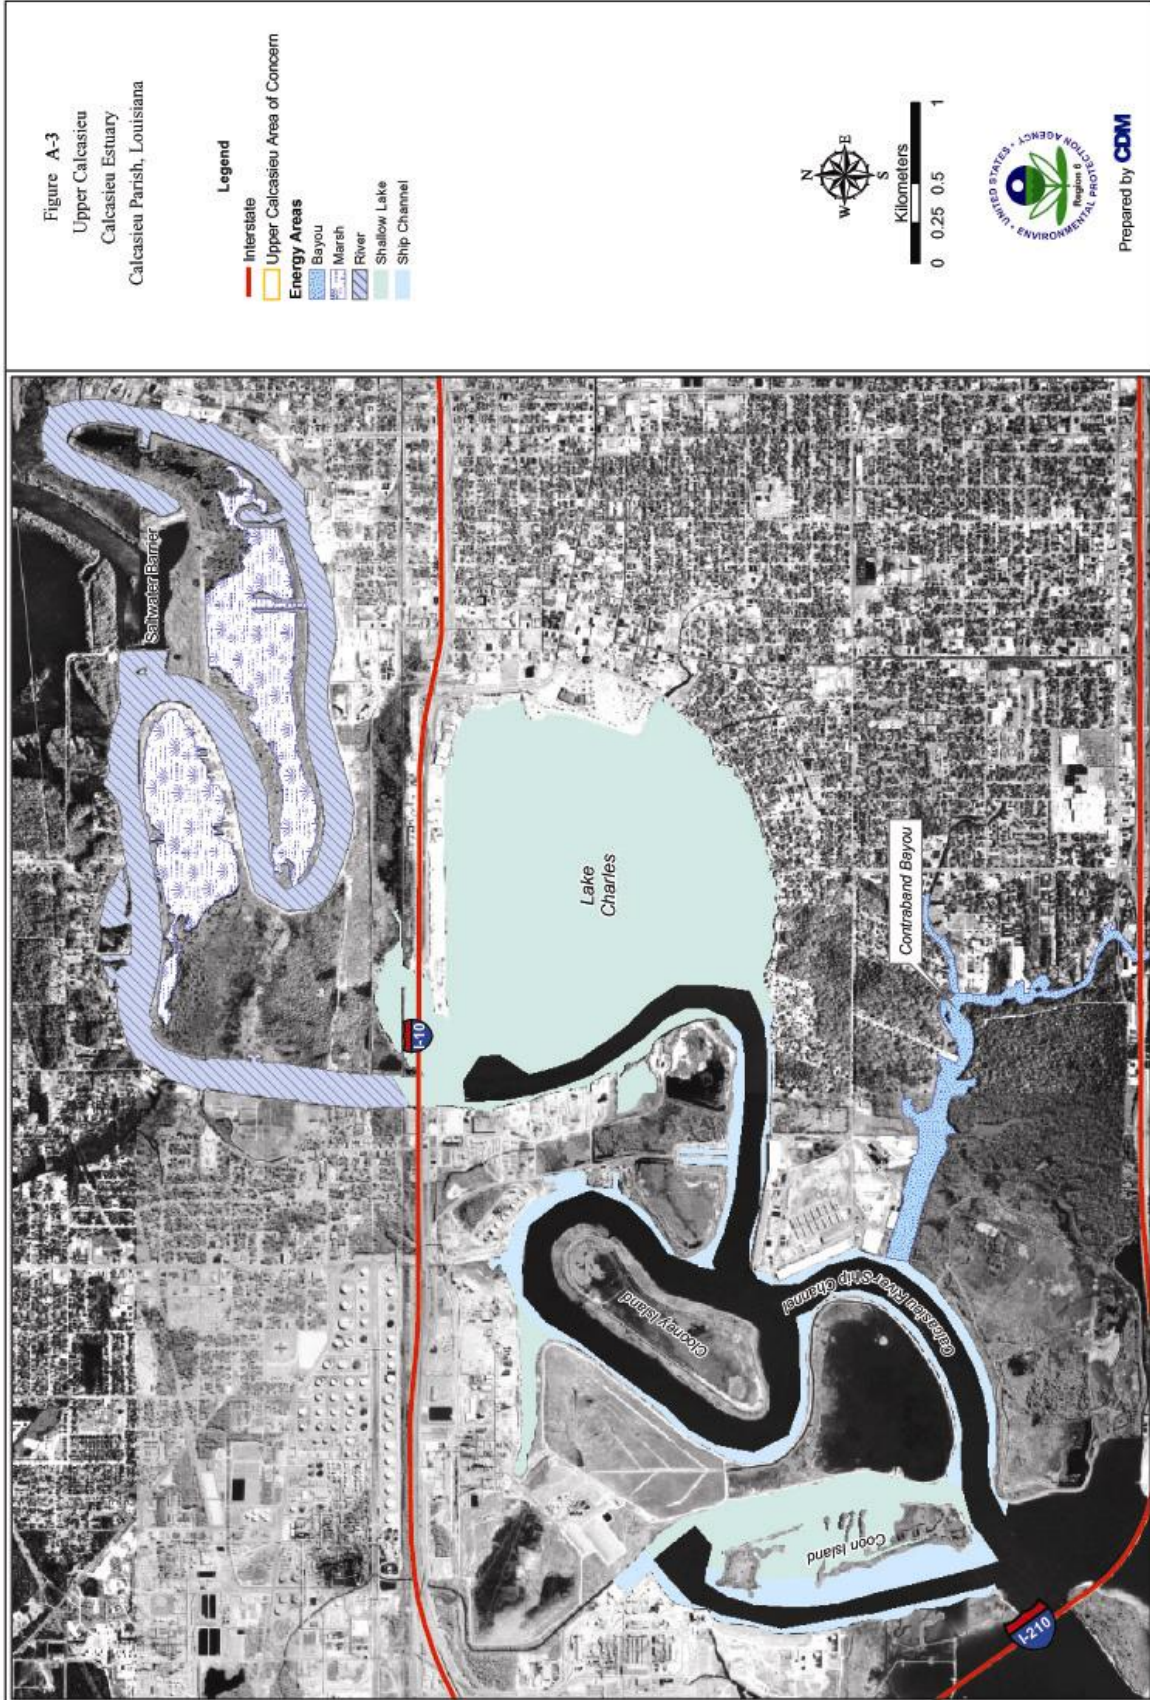 Figure A-3
Upper Calcasieu
Calcasieu Estuary
Calcasieu Parish, Louisiana
Legend
Interstate
Upper Calcasieu Area of Concern
Energy Areas
Bayou
Marsh
River
Shallow Lake
Ship Channel
N
W E
S
Kilometers
0 0.25 0.5 1
UNITED STATES • ENVIRONMENTAL PROTECTION AGENCY •
Region 6
Prepared by CDM
Saltwater Barrier
I-10
Lake
Charles
Contraband Bayou
Clooney Island
Calcasieu River Ship Channel
Coon Island
I-210